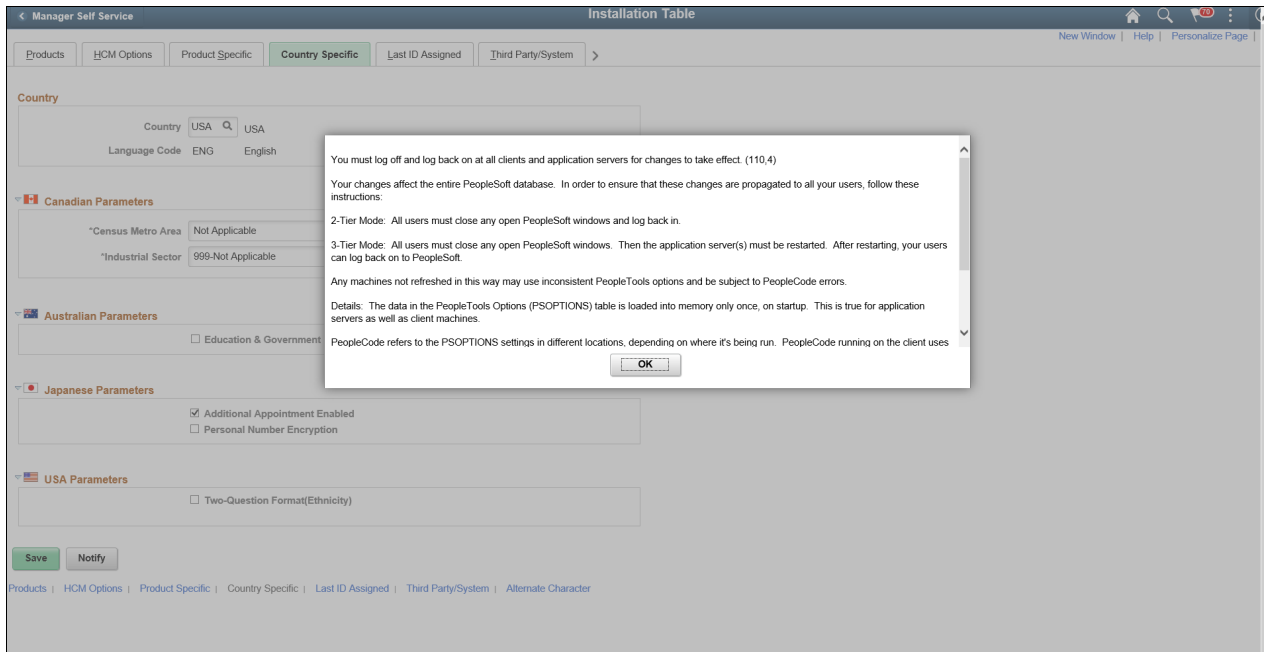 Manager Self Service
Installation Table
70
New Window | Help | Personalize Page |
Products
HCM Options
Product Specific
Country Specific
Last ID Assigned
Third Party/System
Country
Country USA USA
Language Code ENG English
Canadian Parameters
*Census Metro Area Not Applicable
*Industrial Sector 999-Not Applicable
Australian Parameters
Education & Government
Japanese Parameters
Additional Appointment Enabled
Personal Number Encryption
USA Parameters
Two-Question Format(Ethnicity)
Save
Notify
Products | HCM Options | Product Specific | Country Specific | Last ID Assigned | Third Party/System | Alternate Character
You must log off and log back on at all clients and application servers for changes to take effect. (110,4)
Your changes affect the entire PeopleSoft database.  In order to ensure that these changes are propagated to all your users, follow these
instructions:
2-Tier Mode:  All users must close any open PeopleSoft windows and log back in.
3-Tier Mode:  All users must close any open PeopleSoft windows.  Then the application server(s) must be restarted.  After restarting, your users
can log back on to PeopleSoft.
Any machines not refreshed in this way may use inconsistent PeopleTools options and be subject to PeopleCode errors.
Details:  The data in the PeopleTools Options (PSOPTIONS) table is loaded into memory only once, on startup.  This is true for application
servers as well as client machines.
PeopleCode refers to the PSOPTIONS settings in different locations, depending on where it's being run.  PeopleCode running on the client uses
OK